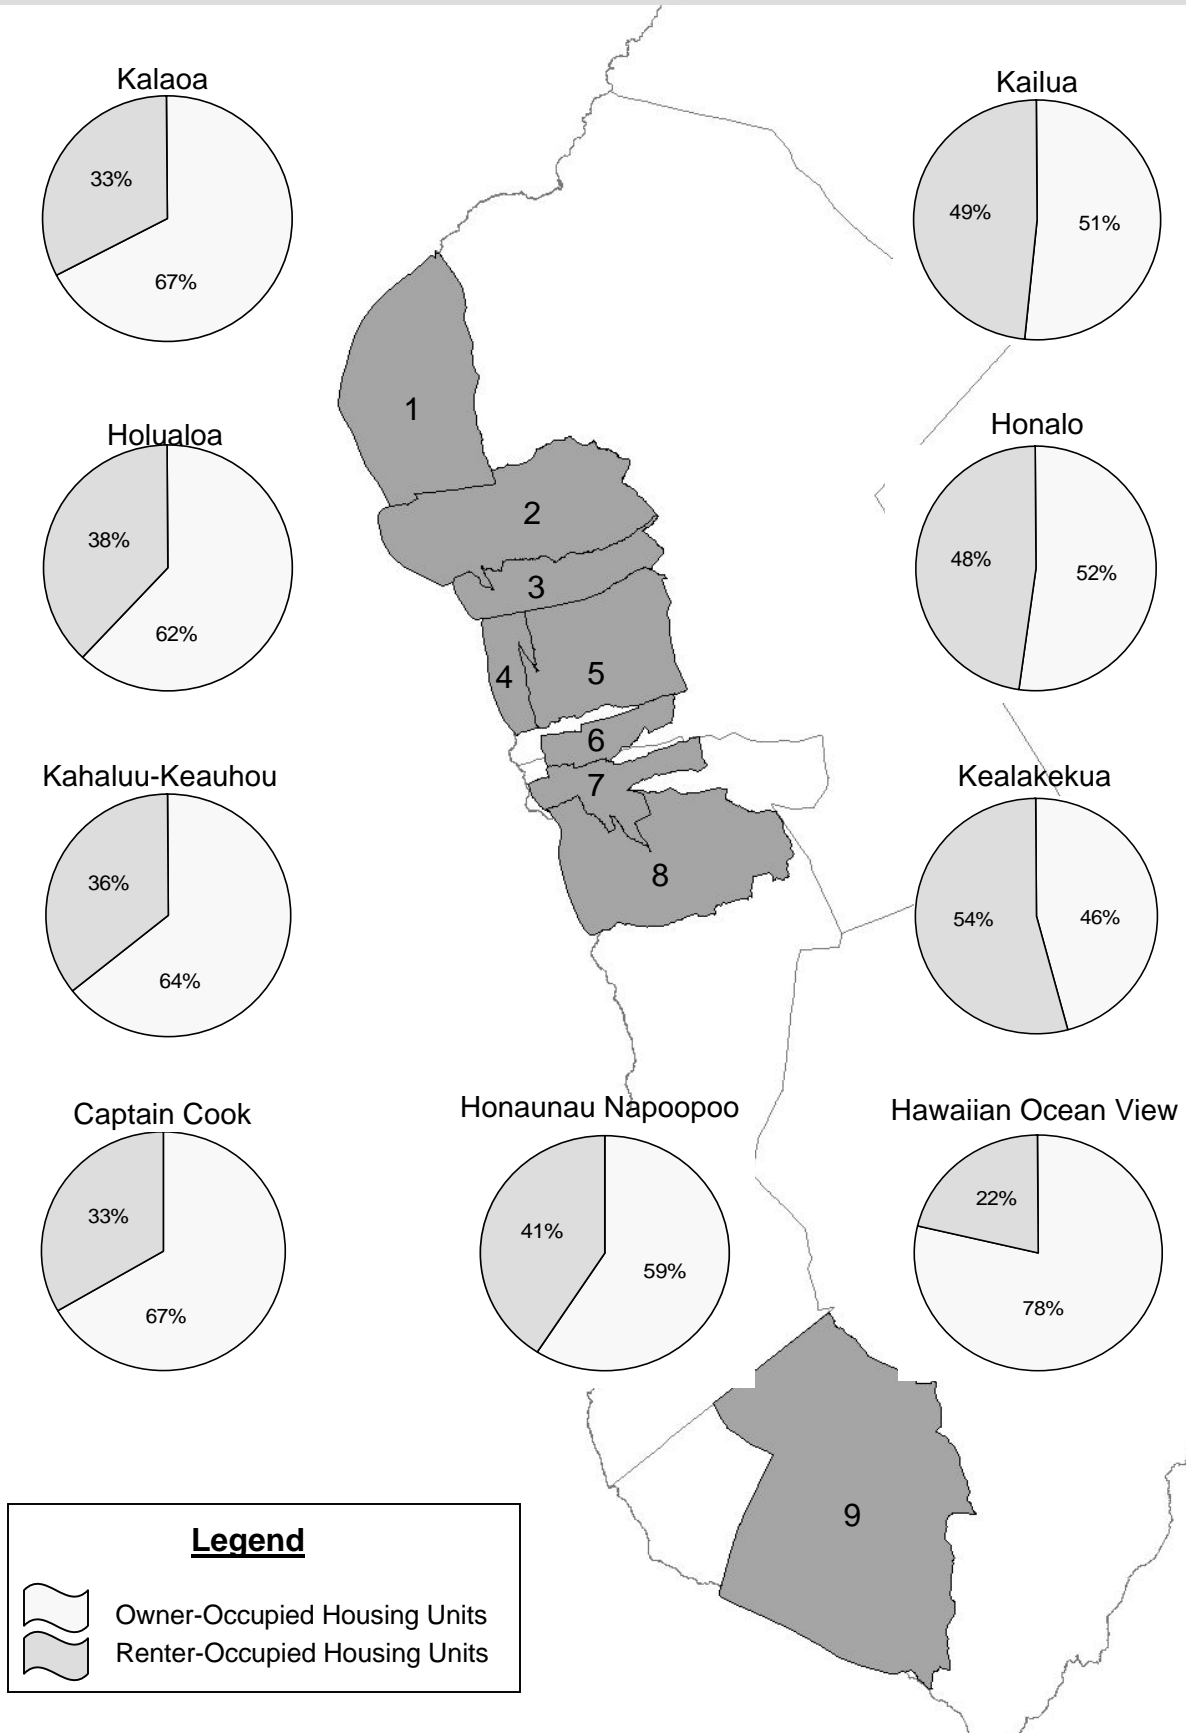 Kalaoa
33%
67%
Kailua
49%
51%
Holualoa
38%
62%
Honalo
48%
52%
Kahaluu-Keauhou
36%
64%
Kealakekua
54%
46%
Captain Cook
33%
67%
Honaunau Napoopoo
41%
59%
Hawaiian Ocean View
22%
78%
1
2
3
4
5
6
7
8
9
Legend
Owner-Occupied Housing Units
Renter-Occupied Housing Units